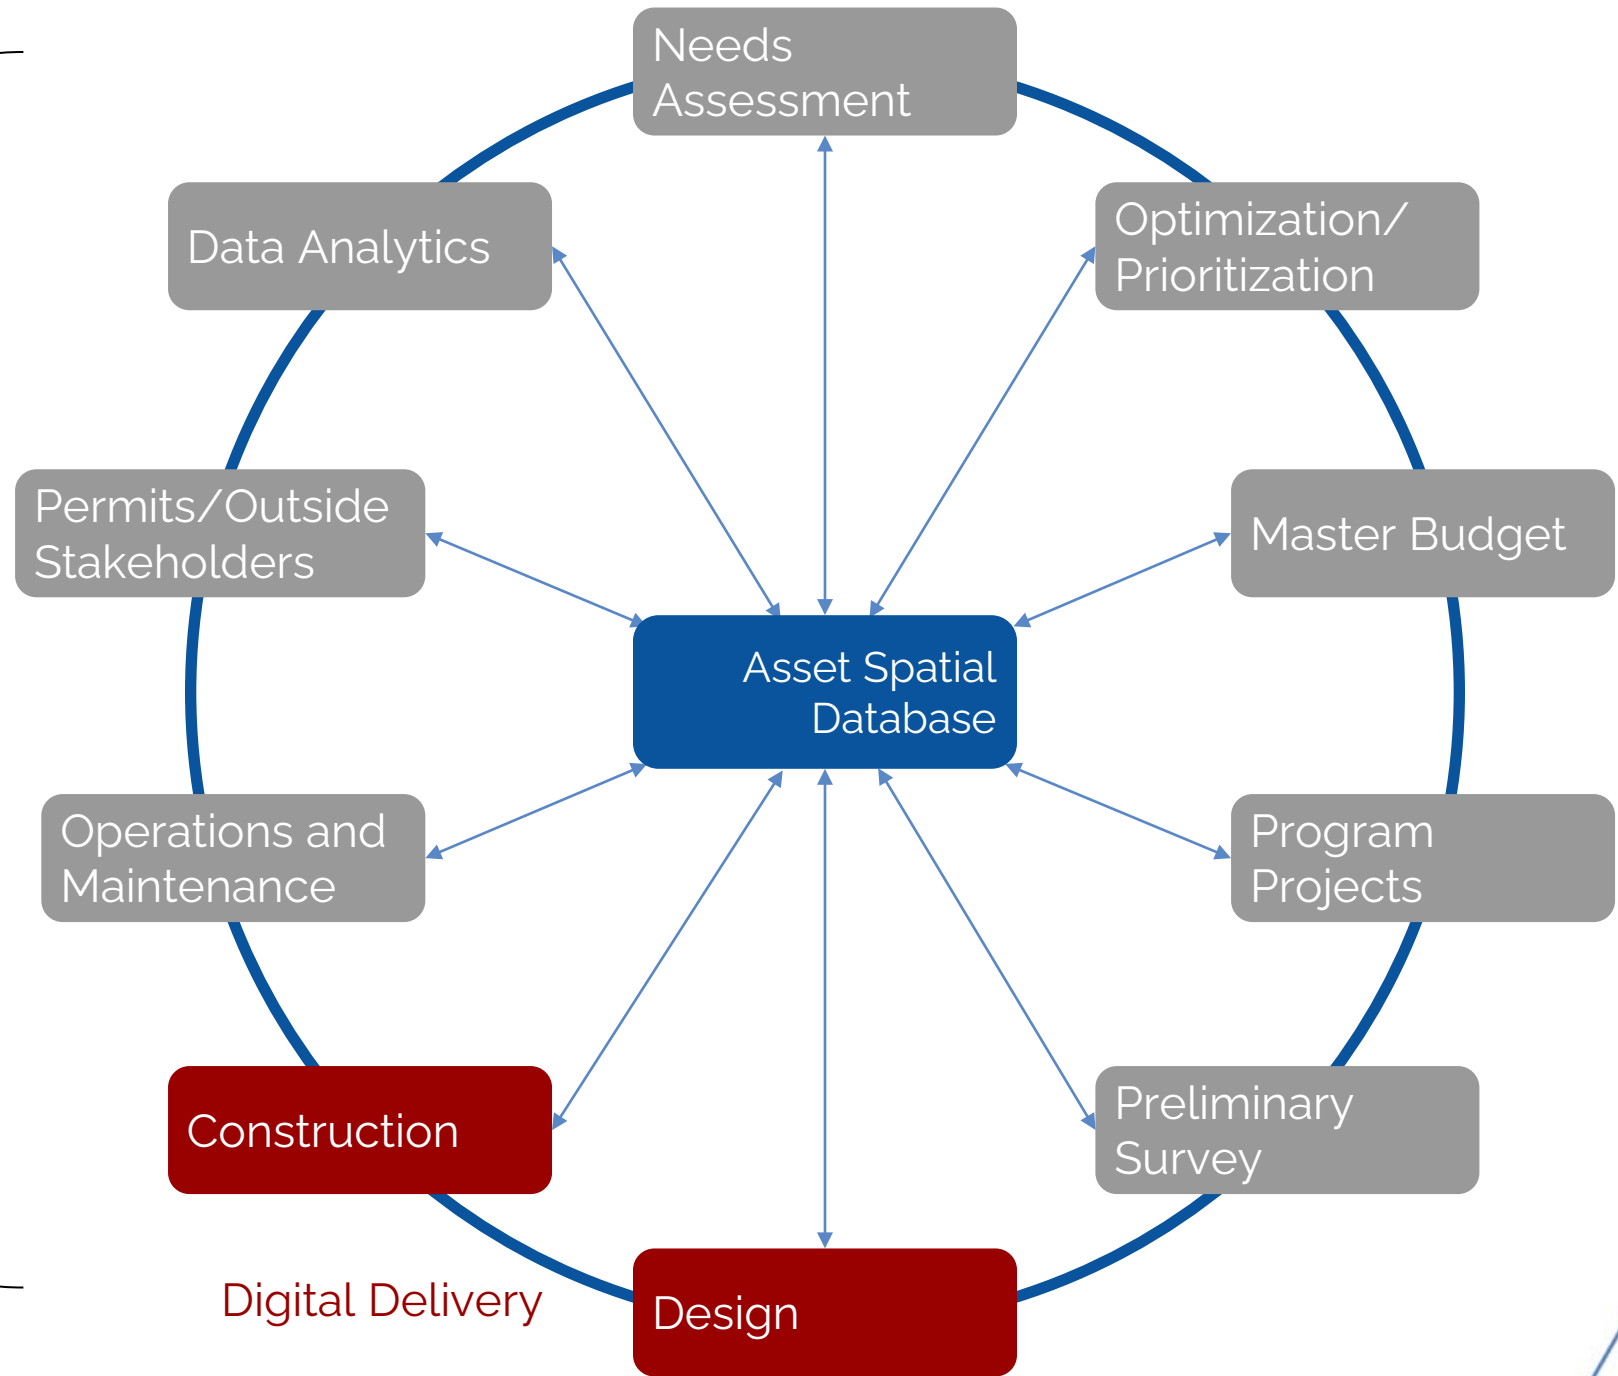 Needs
Assessment
Data Analytics
Optimization/
Prioritization
Permits/Outside
Stakeholders
Master Budget
Asset Spatial
Database
Operations and
Maintenance
Program
Projects
Construction
Preliminary
Survey
Digital Delivery
Design